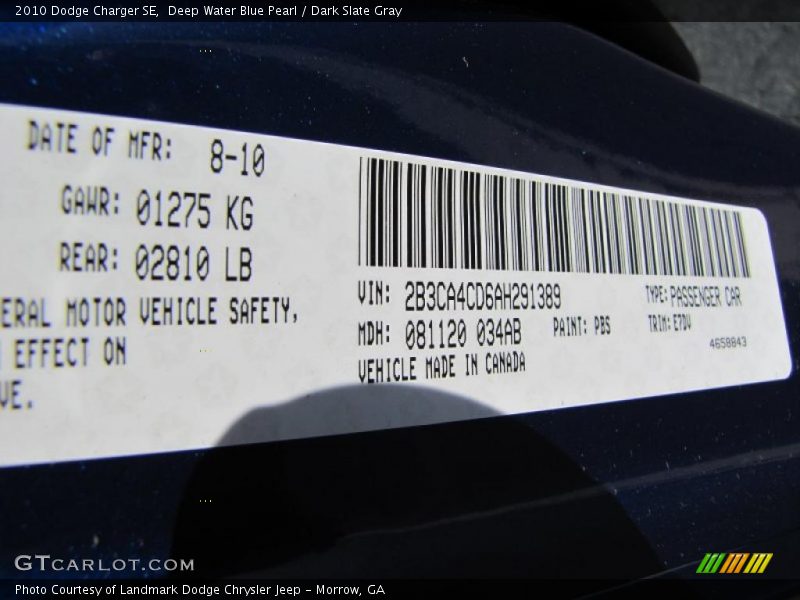 2010 Dodge Charger SE,  Deep Water Blue Pearl / Dark Slate Gray
DATE OF MFR: 8-10
GAWR: 01275 KG
REAR: 02810 LB
ERAL MOTOR VEHICLE SAFETY,
EFFECT ON
VE.
VIN: 2B3CA4CD6AH291389
TYPE: PASSENGER CAR
MDH: 081120 034AB
PAINT: PBS
TRIM: E7DV
VEHICLE MADE IN CANADA
4658843
GTCARLOT.COM
Photo Courtesy of Landmark Dodge Chrysler Jeep - Morrow, GA